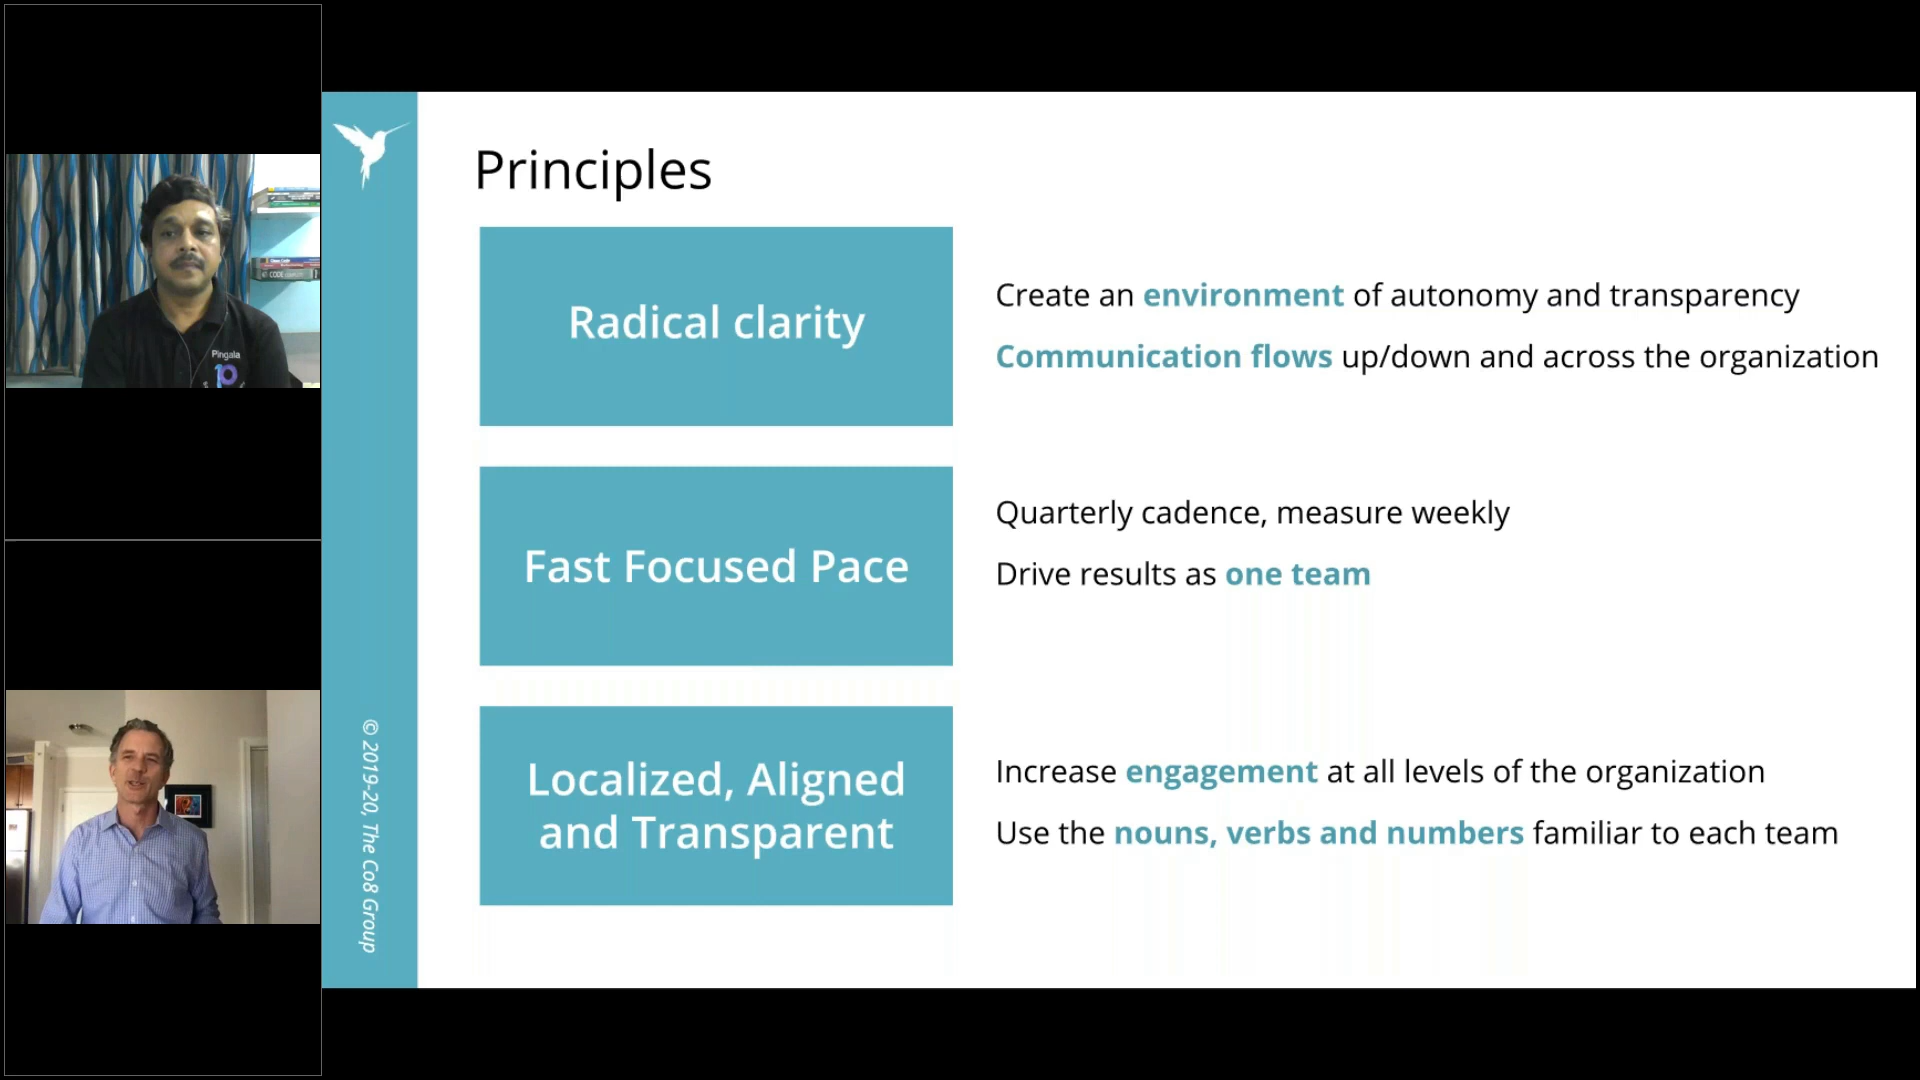 Principles
Radical clarity
Create an environment of autonomy and transparency
Communication flows up/down and across the organization
Fast Focused Pace
Quarterly cadence, measure weekly
Drive results as one team
Localized, Aligned
and Transparent
Increase engagement at all levels of the organization
Use the nouns, verbs and numbers familiar to each team
© 2019-20, The Co8 Group
Pingala
10
CODE